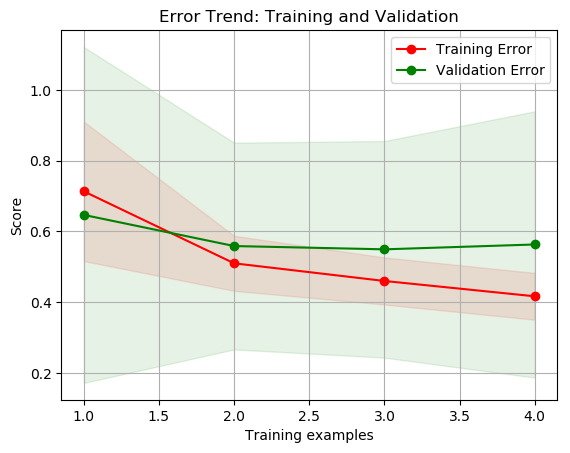 Error Trend: Training and Validation
Training Error
Validation Error
Score
1.0
0.8
0.6
0.4
0.2
1.0
1.5
2.0
2.5
3.0
3.5
4.0
Training examples